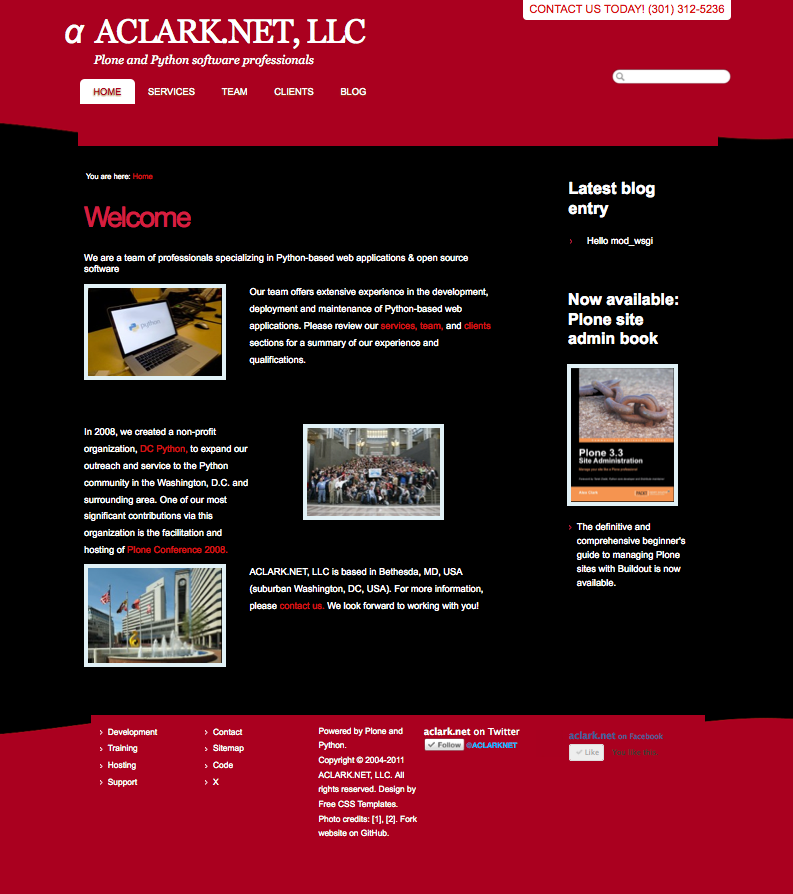 CONTACT US TODAY! (301) 312-5236
α ACLARK.NET, LLC
Plone and Python software professionals
HOME SERVICES TEAM CLIENTS BLOG
You are here: Home
Welcome
We are a team of professionals specializing in Python-based web applications & open source
software
python
Our team offers extensive experience in the development,
deployment and maintenance of Python-based web
applications. Please review our services, team, and clients
sections for a summary of our experience and
qualifications.
In 2008, we created a non-profit
organization, DC Python, to expand our
outreach and service to the Python
community in the Washington, D.C. and
surrounding area. One of our most
significant contributions via this
organization is the facilitation and
hosting of Plone Conference 2008.
ACLARK.NET, LLC is based in Bethesda, MD, USA
(suburban Washington, DC, USA). For more information,
please contact us. We look forward to working with you!
Latest blog
entry
› Hello mod_wsgi
Now available:
Plone site
admin book
Plone 3.3
Site Administration
› The definitive and
comprehensive beginner's
guide to managing Plone
sites with Buildout is now
available.
› Development
› Training
› Hosting
› Support
› Contact
› Sitemap
› Code
› X
Powered by Plone and
Python.
Copyright © 2004-2011
ACLARK.NET, LLC. All
rights reserved. Design by
Free CSS Templates.
Photo credits: [1], [2]. Fork
website on GitHub.
aclark.net on Twitter
Follow @ACLARKNET
aclark.net on Facebook
Like